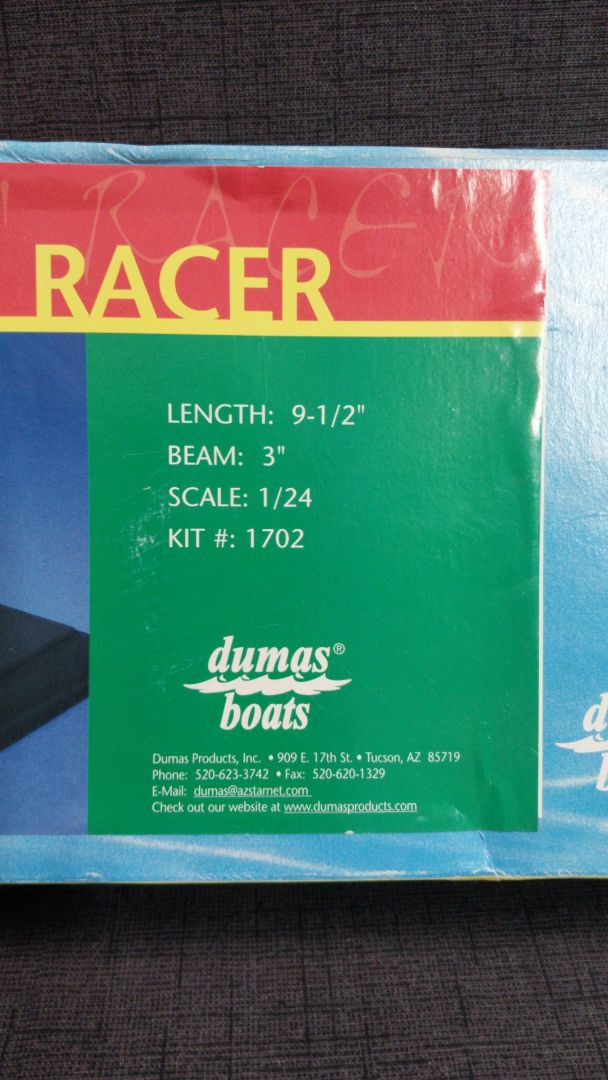 RACER
RACER
LENGTH: 9-1/2"
BEAM: 3"
SCALE: 1/24
KIT #: 1702
dumas®
boats
Dumas Products, Inc. • 909 E. 17th St. • Tucson, AZ 85719
Phone: 520-623-3742 • Fax: 520-620-1329
E-Mail: dumas@azstarnet.com
Check out our website at www.dumasproducts.com
d
b